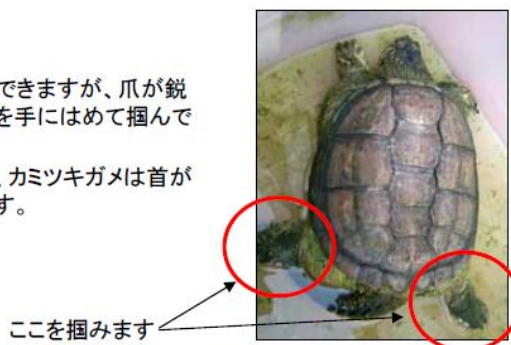 できますが、爪が鋭
を手にはめて掴んで
、カミツキガメは首が
す。
ここを掴みます